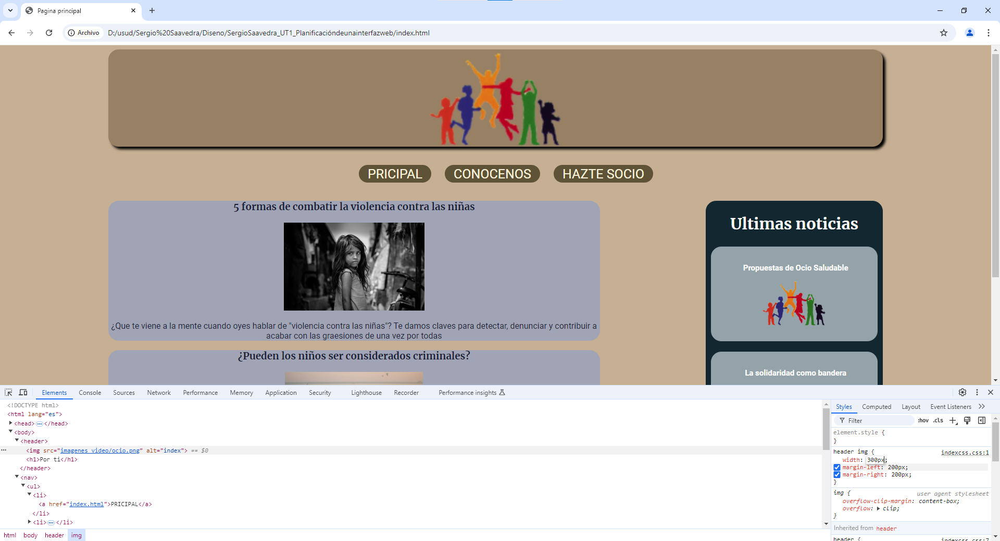 Pagina principal
Archivo
D:/usud/Sergio%20Saavedra/Diseno/SergioSaavedra_UT1_Planificacióndeunainterfazweb/index.html
PRICIPAL
CONOCENOS
HAZTE SOCIO
5 formas de combatir la violencia contra las niñas
¿Que te viene a la mente cuando oyes hablar de "violencia contra las niñas"? Te damos claves para detectar, denunciar y contribuir a
acabar con las graesiones de una vez por todas
¿Pueden los niños ser considerados criminales?
Ultimas noticias
Propuestas de Ocio Saludable
La solidaridad como bandera
Elements
Console
Sources
Network
Performance
Memory
Application
Security
Lighthouse
Recorder
Performance insights
<!DOCTYPE html>
<html lang="es">
<head> … </head>
<body>
<header>
<img src="imagenes_video/ocio.png" alt="index"> == $0
<h1>Por ti</h1>
</header>
<nav>
<ul>
<li>
<a href="index.html">PRICIPAL</a>
</li>
<li> … </li>
html body header img
Styles
Computed
Layout
Event Listeners
Filter
:hov .cls
element.style {
}
header img {
indexcss.css:1
width: 300px;
margin-left: 200px;
margin-right: 200px;
}
img {
user agent stylesheet
overflow-clip-margin: content-box;
overflow: clip;
}
Inherited from header
header {
indexcss.css:7